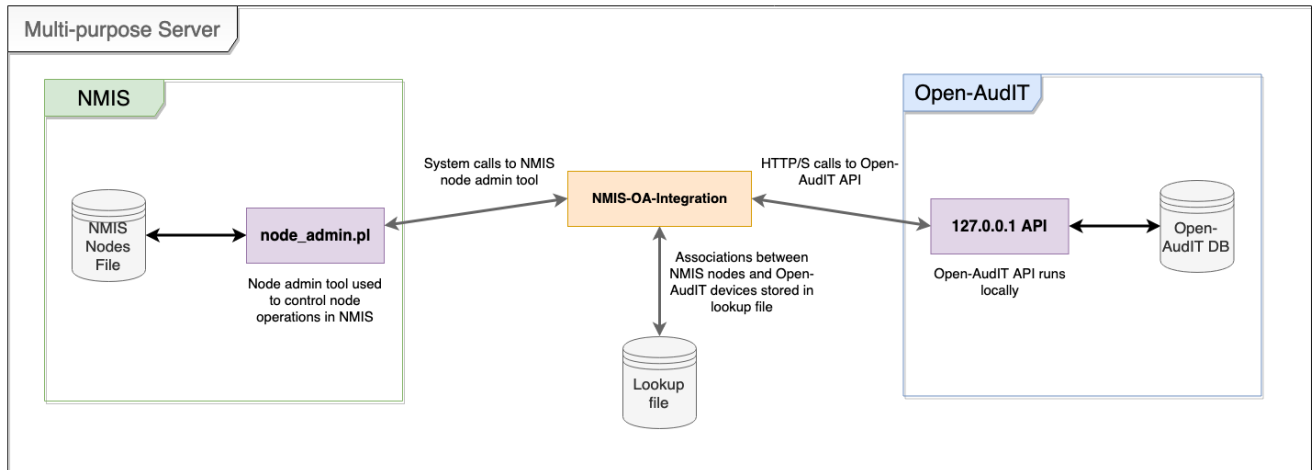 Multi-purpose Server
NMIS
NMIS
Nodes
File
node_admin.pl
Node admin tool used
to control node
operations in NMIS
System calls to NMIS
node admin tool
NMIS-OA-Integration
HTTP/S calls to Open-
AudIT API
Associations between
NMIS nodes and Open-
AudIT devices stored in
lookup file
Lookup
file
Open-AudIT
127.0.0.1 API
Open-AudIT API runs
locally
Open-
AudIT DB